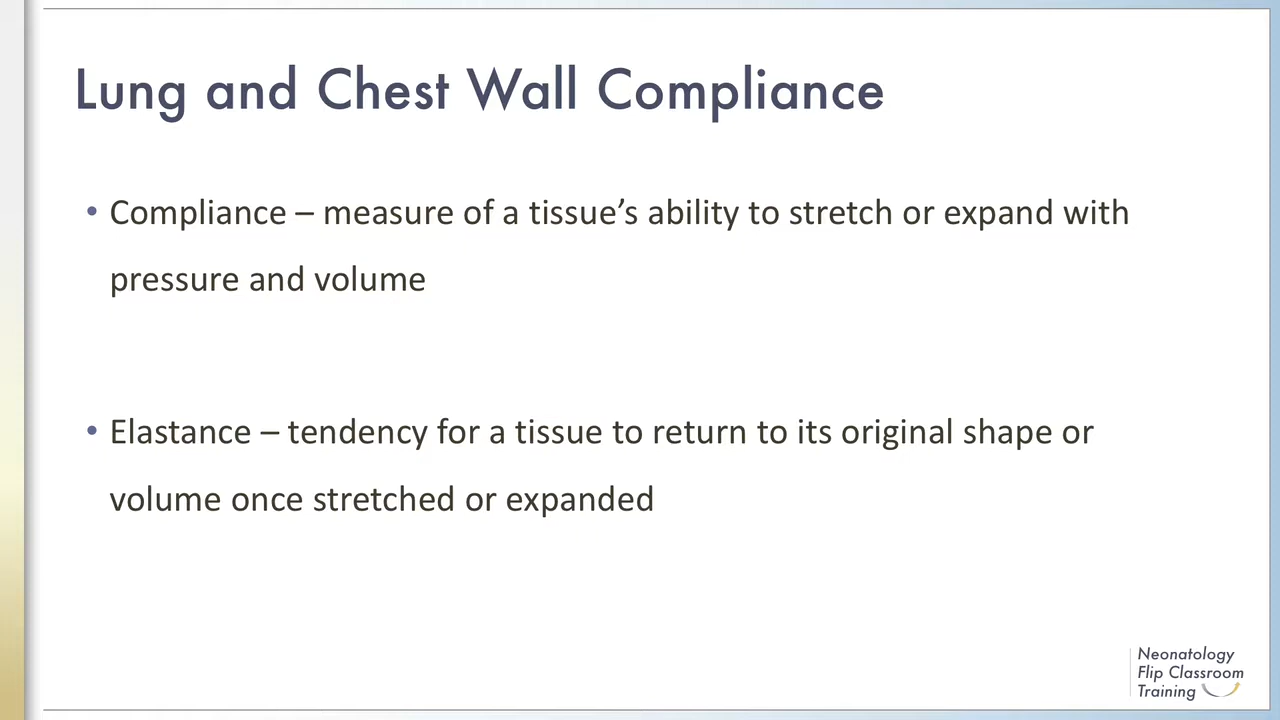 Lung and Chest Wall Compliance
• Compliance – measure of a tissue’s ability to stretch or expand with
pressure and volume
• Elastance – tendency for a tissue to return to its original shape or
volume once stretched or expanded
Neonatology
Flip Classroom
Training